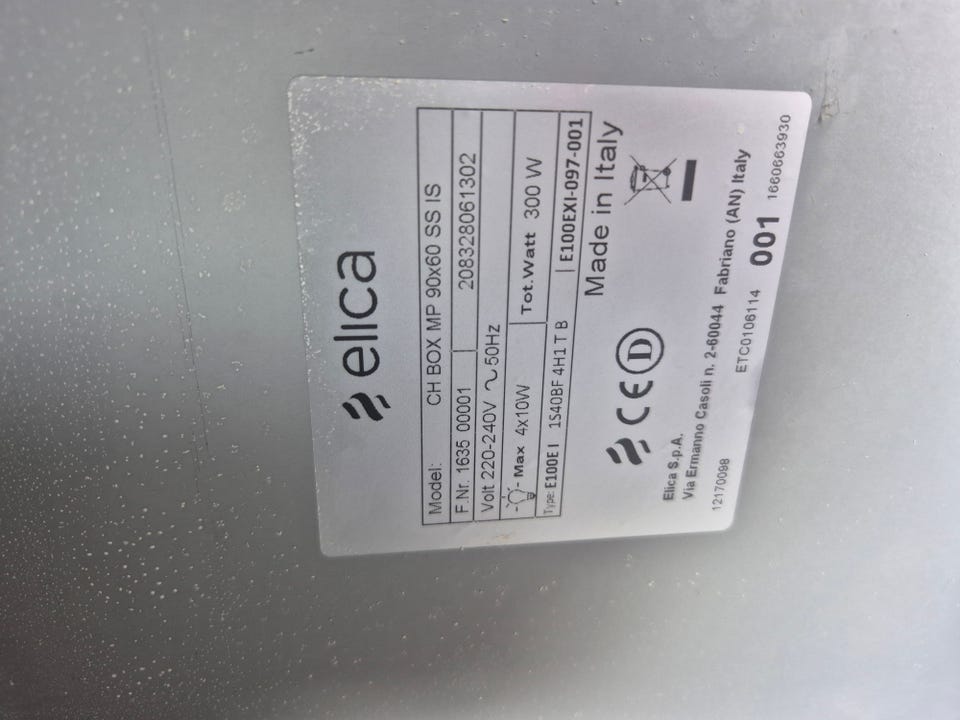 elica
Model: CH BOX MP 90x60 SS IS
F.Nr. 1635 00001 208328061302
Volt 220-240V ~ 50Hz
- Max 4x10W Tot.Watt 300 W
Type: E100E I 1S40BF 4H1 T B E100EXI-097-001
Made in Italy
CE D
Elica S.p.A.
Via Ermanno Casoli n. 2-60044 Fabriano (AN) Italy
12170098 ETC0106114 001 1660663930